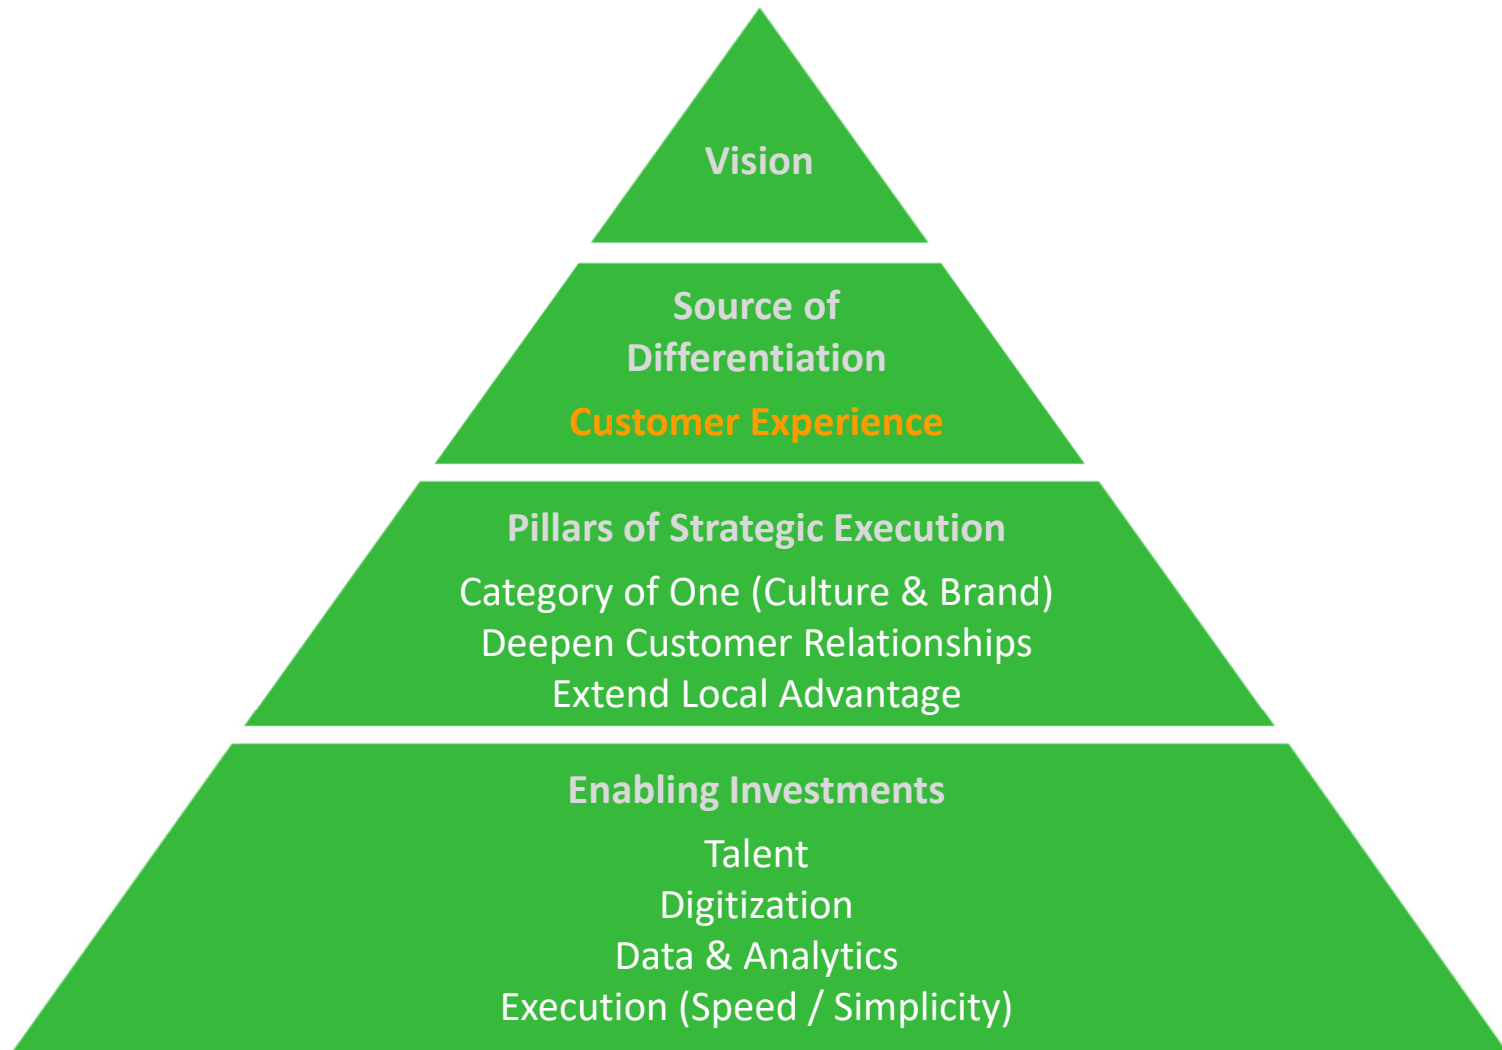 Vision
Source of
Differentiation
Customer Experience
Pillars of Strategic Execution
Category of One (Culture & Brand)
Deepen Customer Relationships
Extend Local Advantage
Enabling Investments
Talent
Digitization
Data & Analytics
Execution (Speed / Simplicity)